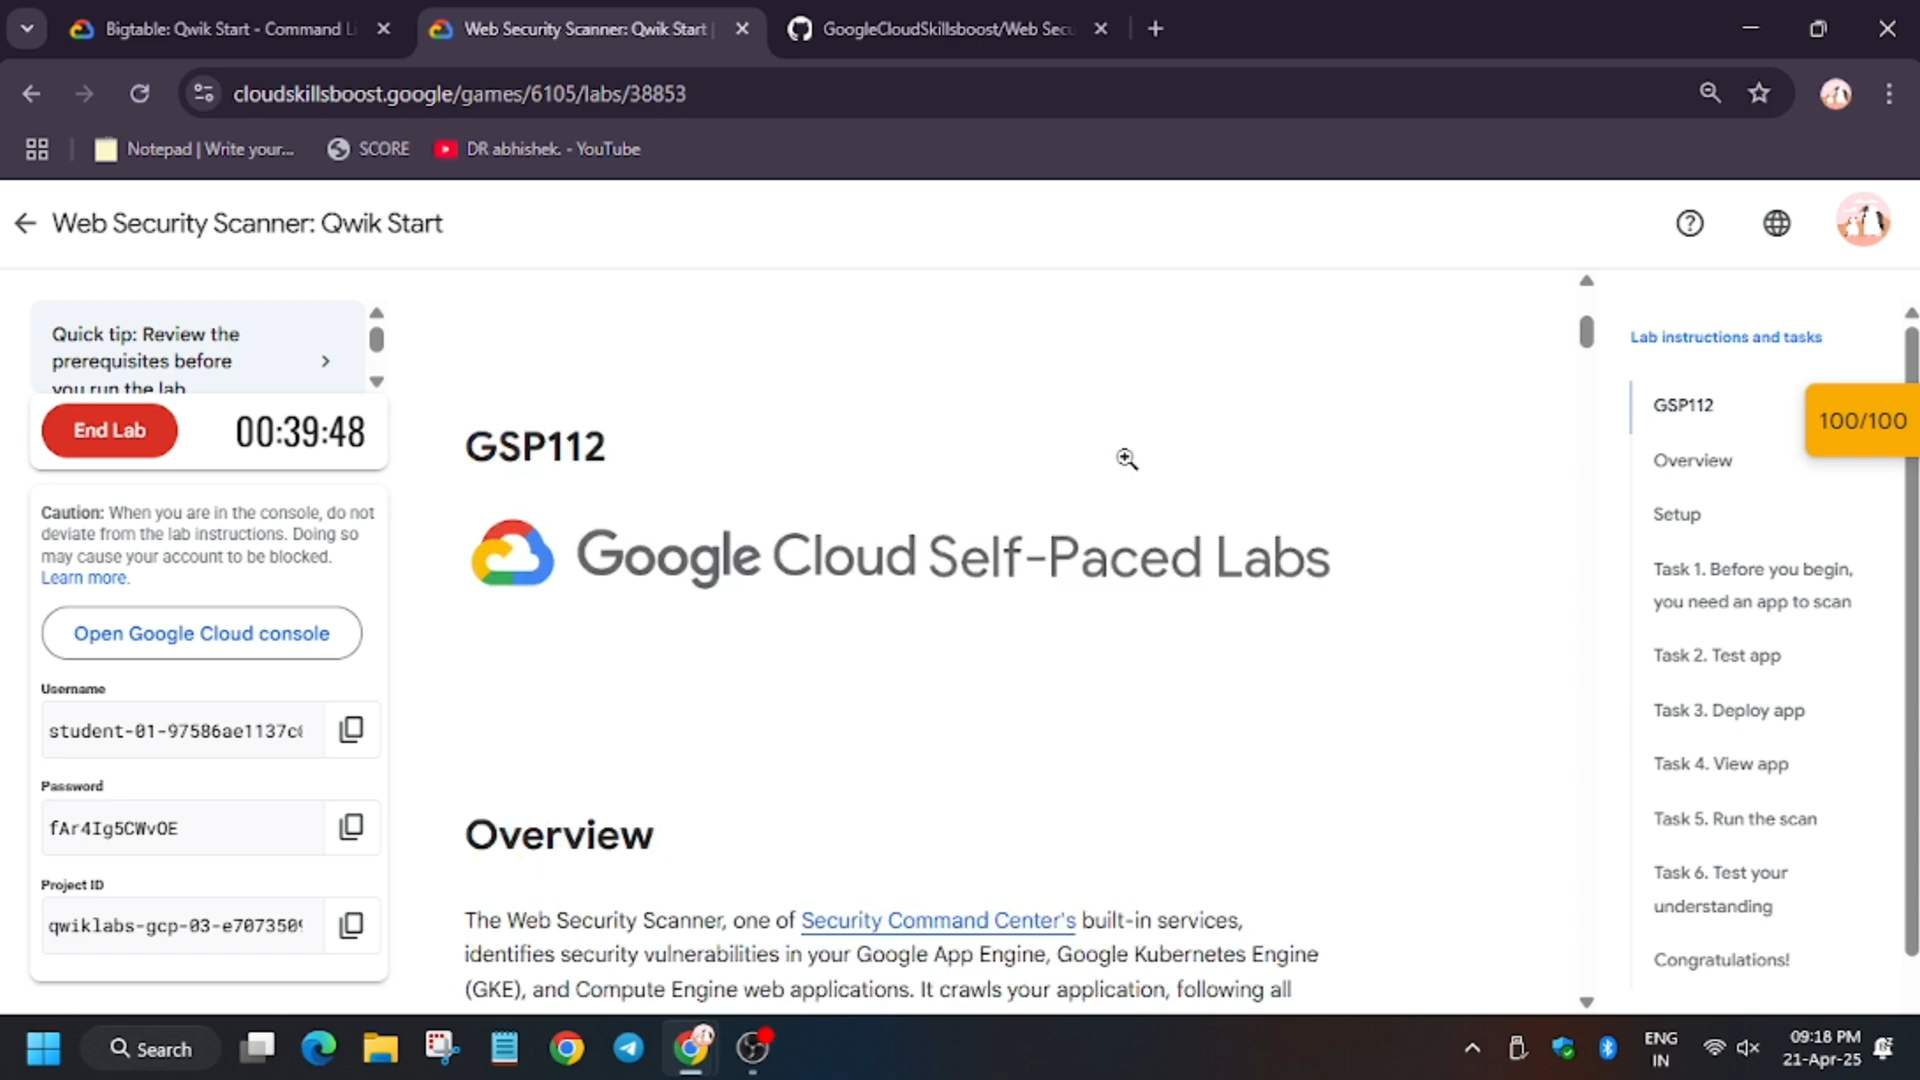 Bigtable: Qwik Start - Command Li
Web Security Scanner: Qwik Start |
GoogleCloudSkillsboost/Web Secu
cloudskillsboost.google/games/6105/labs/38853
Notepad | Write your...
SCORE
DR abhishek. - YouTube
Web Security Scanner: Qwik Start
Quick tip: Review the
prerequisites before
you run the lab
End Lab
00:39:48
Caution: When you are in the console, do not
deviate from the lab instructions. Doing so
may cause your account to be blocked.
Learn more.
Open Google Cloud console
Username
student-01-97586ae1137c
Password
fAr4Ig5CWvOE
Project ID
qwiklabs-gcp-03-e707350
GSP112
Google Cloud Self-Paced Labs
Overview
The Web Security Scanner, one of Security Command Center's built-in services,
identifies security vulnerabilities in your Google App Engine, Google Kubernetes Engine
(GKE), and Compute Engine web applications. It crawls your application, following all
Lab instructions and tasks
GSP112
100/100
Overview
Setup
Task 1. Before you begin,
you need an app to scan
Task 2. Test app
Task 3. Deploy app
Task 4. View app
Task 5. Run the scan
Task 6. Test your
understanding
Congratulations!
Search
ENG
IN
09:18 PM
21-Apr-25